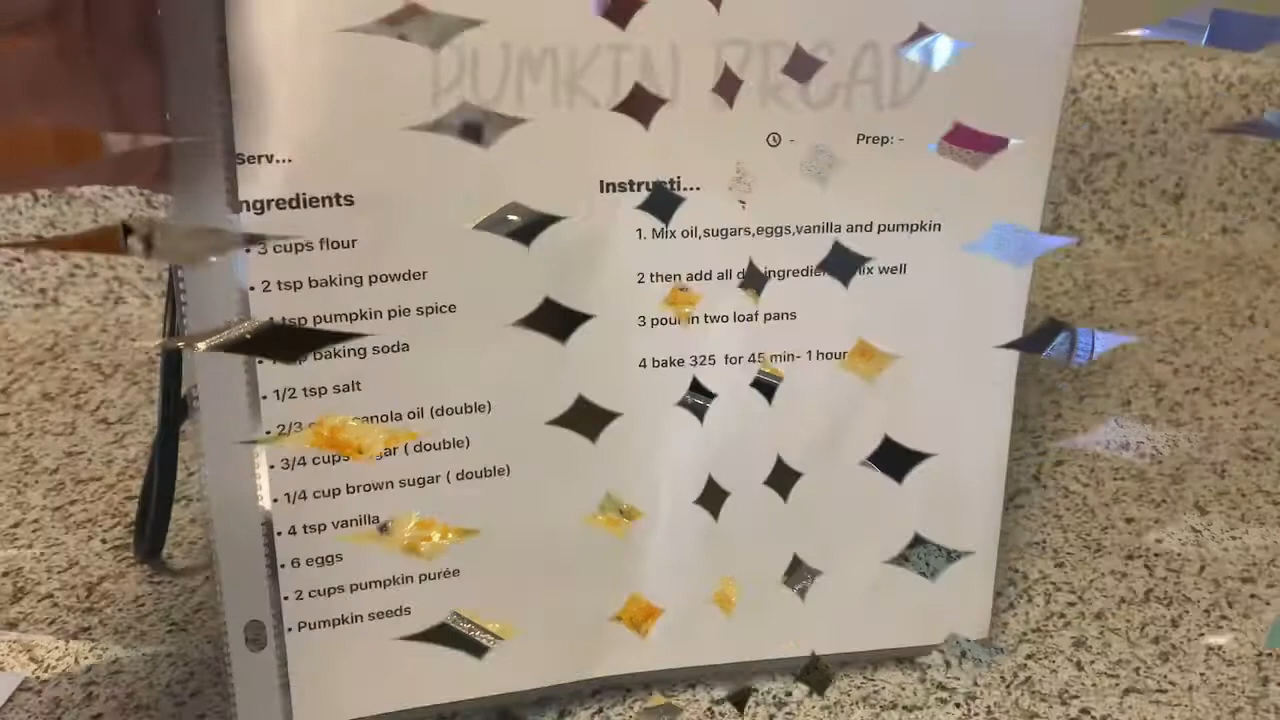 PUMKIN BREAD
Prep: -
Serv...
ngredients
• 3 cups flour
• 2 tsp baking powder
tsp pumpkin pie spice
baking soda
• 1/2 tsp salt
• 2/3 canola oil (double)
• 3/4 cups ( double)
• 1/4 cup brown sugar ( double)
• 4 tsp vanilla
• 6 eggs
• 2 cups pumpkin purée
• Pumpkin seeds
Instructi...
1. Mix oil,sugars,eggs,vanilla and pumpkin
2 then add all well
3 pour in two loaf pans
4 bake 325 for 45 min- 1 hour